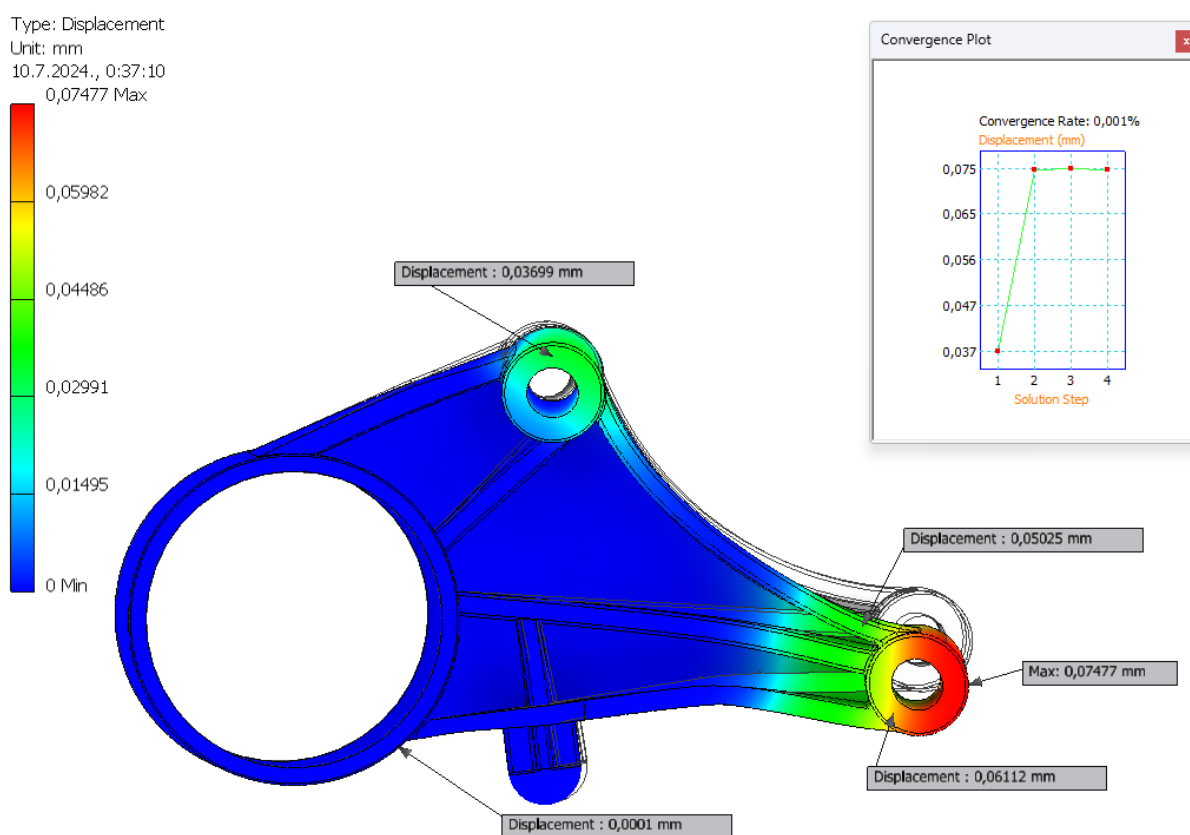 Type: Displacement
Unit: mm
10.7.2024., 0:37:10
0,07477 Max
0,05982
0,04486
0,02991
0,01495
0 Min
Convergence Plot
x
Convergence Rate: 0,001%
Displacement (mm)
0,075
0,065
0,056
0,047
0,037
1 2 3 4
Solution Step
Displacement : 0,03699 mm
Displacement : 0,05025 mm
Max: 0,07477 mm
Displacement : 0,06112 mm
Displacement : 0,0001 mm